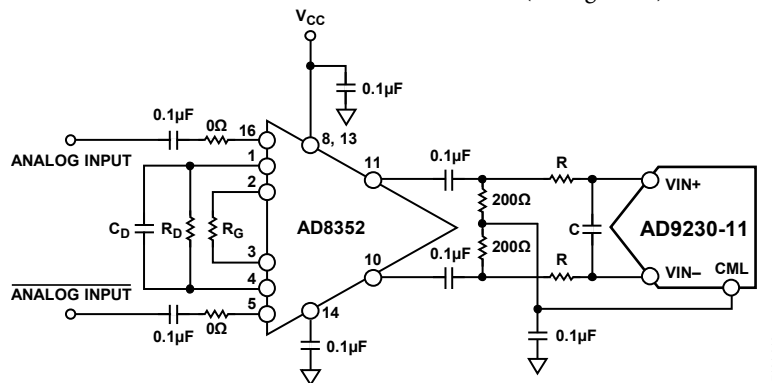 VCC
0.1µF
0.1µF
0Ω
16
8, 13
ANALOG INPUT
1
2
11
0.1µF
R
VIN+
200Ω
CD
RD
RG
AD8352
C
AD9230-11
200Ω
3
4
10
R
VIN–
CML
ANALOG INPUT
5
14
0.1µF
0.1µF
0Ω
0.1µF
0.1µF